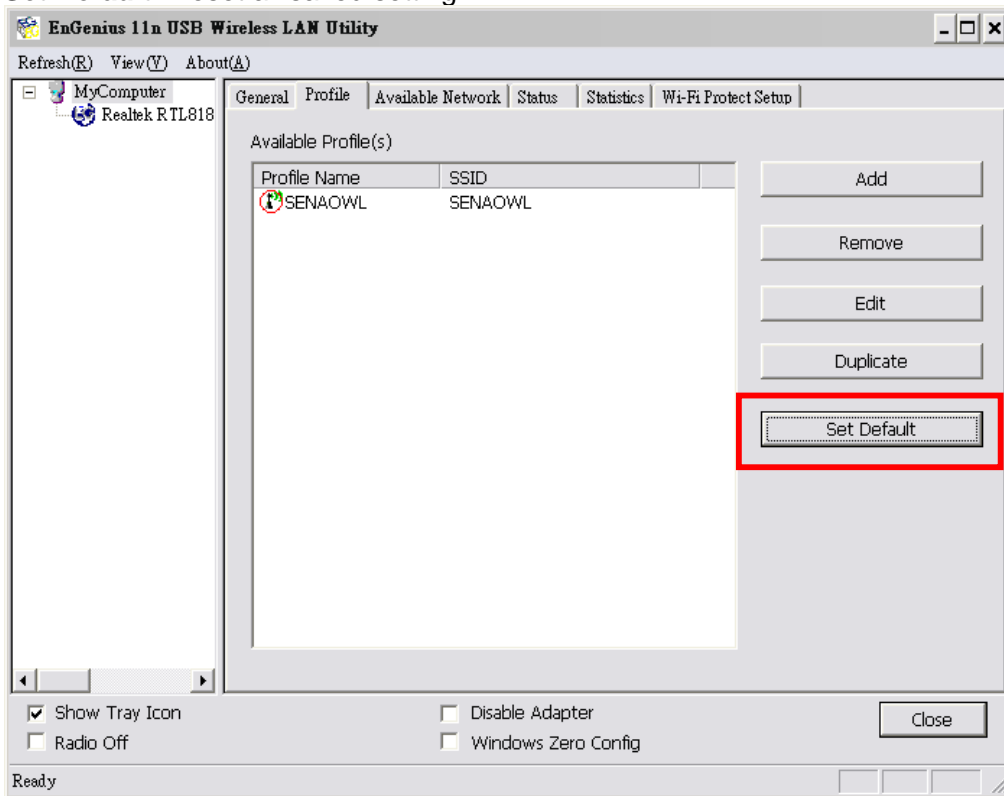 EnGenius 11n USB Wireless LAN Utility
Refresh(R) View(V) About(A)
MyComputer
Realtek RTL818
General Profile Available Network Status Statistics Wi-Fi Protect Setup
Available Profile(s)
Profile Name SSID
SENAOWL SENAOWL
Add
Remove
Edit
Duplicate
Set Default
Show Tray Icon
Disable Adapter
Radio Off
Windows Zero Config
Close
Ready